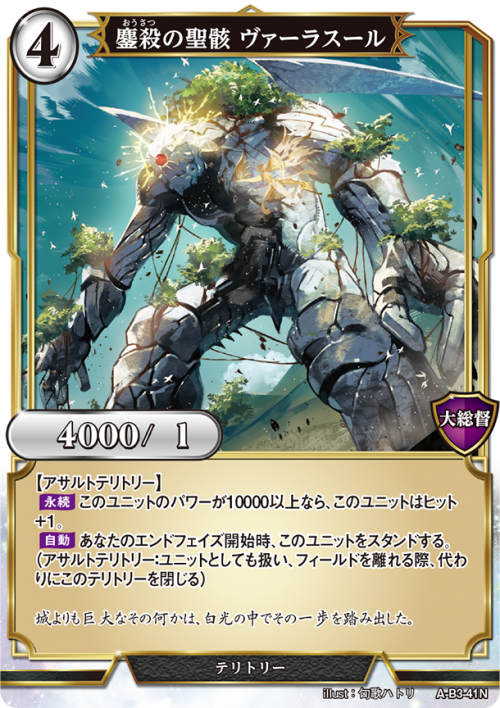 4
おうさつ
鏖殺の聖骸 ヴァーラスール
4000/ 1
大総督
【アサルトテリトリー】
永続 このユニットのパワーが10000以上なら、このユニットはヒット
+1。
自動 あなたのエンドフェイズ開始時、このユニットをスタンドする。
(アサルトテリトリー:ユニットとしても扱い、フィールドを離れる際、代わ
りにこのテリトリーを閉じる)
城よりも巨大なその何かは、白光の中でその一歩を踏み出した。
テリトリー
illust:匈歌ハトリ A-B3-41N